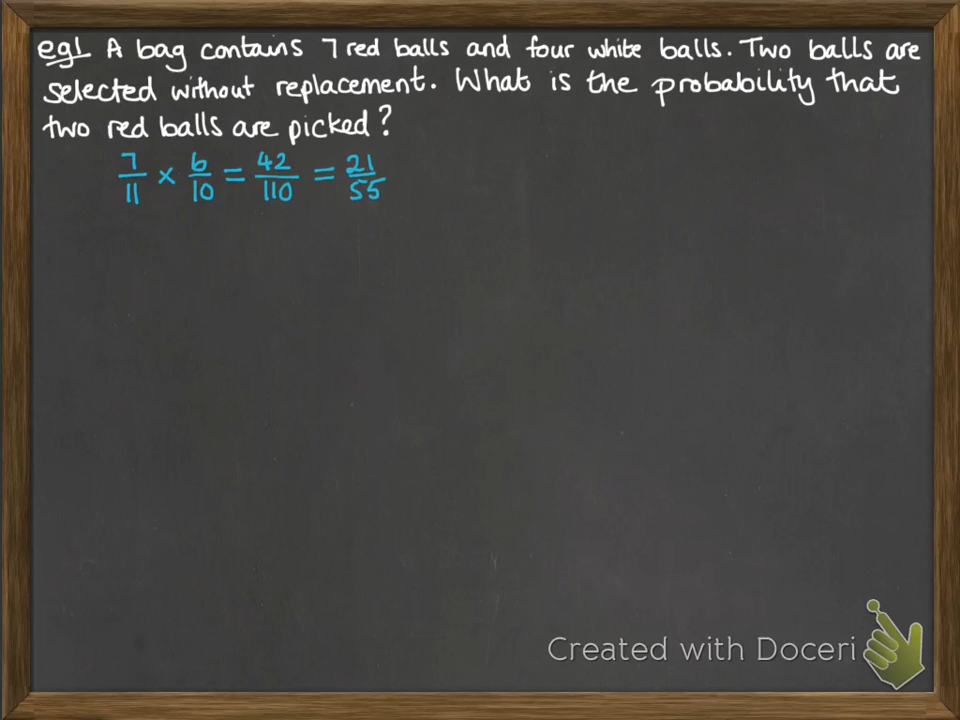 eg1 A bag contains 7 red balls and four white balls. Two balls are
selected without replacement. What is the probability that
two red balls are picked?
7/11 × 6/10 = 42/110 = 21/55
Created with Doceri